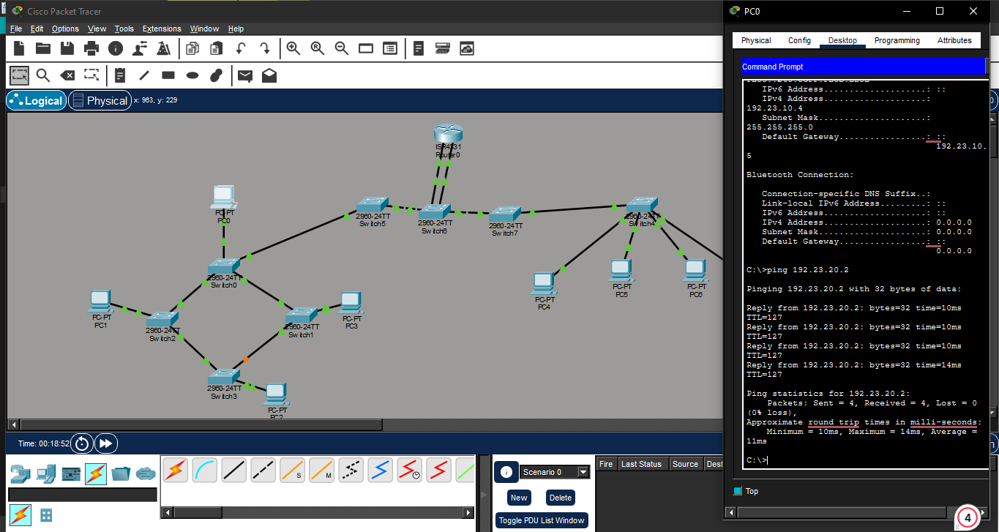 Cisco Packet Tracer
File Edit Options View Tools Extensions Window Help
Logical
Physical
x: 963, y: 229
ISR4331
Router0
PC-PT
PC0
2960-24TT
Switch5
2960-24TT
Switch6
2960-24TT
Switch7
2960-24TT
Switch4
2960-24TT
Switch0
PC-PT
PC1
2960-24TT
Switch2
2960-24TT
Switch1
PC-PT
PC3
2960-24TT
Switch3
PC-PT
PC2
PC-PT
PC4
PC-PT
PC5
PC-PT
PC6
Time: 00:18:52
S
M
Scenario 0
New
Delete
Toggle PDU List Window
Fire
Last Status
Source
Dest
PC0
Physical Config Desktop Programming Attributes
Command Prompt
IPv6 Address....................: ::
IPv4 Address....................:
192.23.10.4
Subnet Mask.....................:
255.255.255.0
Default Gateway.................: ::
192.23.10.
5
Bluetooth Connection:
Connection-specific DNS Suffix..:
Link-local IPv6 Address.........: ::
IPv6 Address....................: ::
IPv4 Address....................: 0.0.0.0
Subnet Mask.....................: 0.0.0.0
Default Gateway.................: ::
0.0.0.0
C:\>ping 192.23.20.2
Pinging 192.23.20.2 with 32 bytes of data:
Reply from 192.23.20.2: bytes=32 time=10ms
TTL=127
Reply from 192.23.20.2: bytes=32 time=10ms
TTL=127
Reply from 192.23.20.2: bytes=32 time=10ms
TTL=127
Reply from 192.23.20.2: bytes=32 time=14ms
TTL=127
Ping statistics for 192.23.20.2:
Packets: Sent = 4, Received = 4, Lost = 0
(0% loss),
Approximate round trip times in milli-seconds:
Minimum = 10ms, Maximum = 14ms, Average =
11ms
C:\>
Top
4